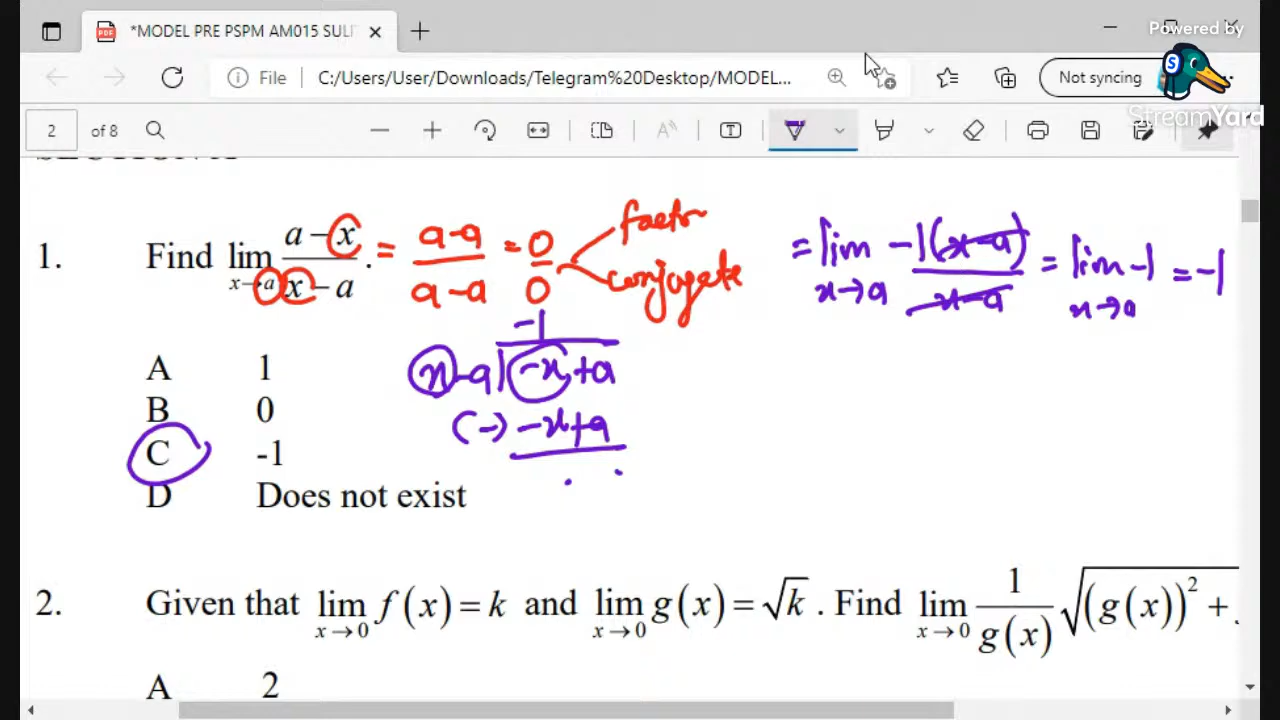 Powered by
*MODEL PRE PSPM AM015 SULI
File C:/Users/User/Downloads/Telegram%20Desktop/MODEL... Not syncing
StreamYard
2 of 8
1. Find lim x→a (a − x)/(x − a). = (a-a)/(a-a) = 0/0 factor conjugate = lim x→a -1(x-a)/(x-a) = lim x→a -1 = -1
-1
x-a -x+a
(-) -x+a
A 1
B 0
C -1
D Does not exist
2. Given that lim x→0 f(x) = k and lim x→0 g(x) = √k . Find lim x→0 1/g(x) √(g(x))² +
A 2